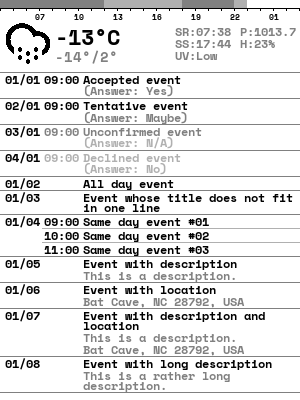 07 10 13 16 19 22 01
-13°C SR:07:38 P:1013.7
SS:17:44 H:23%
-14°/2° UV:Low
01/01 09:00 Accepted event
(Answer: Yes)
02/01 09:00 Tentative event
(Answer: Maybe)
03/01 09:00 Unconfirmed event
(Answer: N/A)
04/01 09:00 Declined event
(Answer: No)
01/02 All day event
01/03 Event whose title does not fit
in one line
01/04 09:00 Same day event #01
10:00 Same day event #02
11:00 Same day event #03
01/05 Event with description
This is a description.
01/06 Event with location
Bat Cave, NC 28792, USA
01/07 Event with description and
location
This is a description.
Bat Cave, NC 28792, USA
01/08 Event with long description
This is a rather long
description.